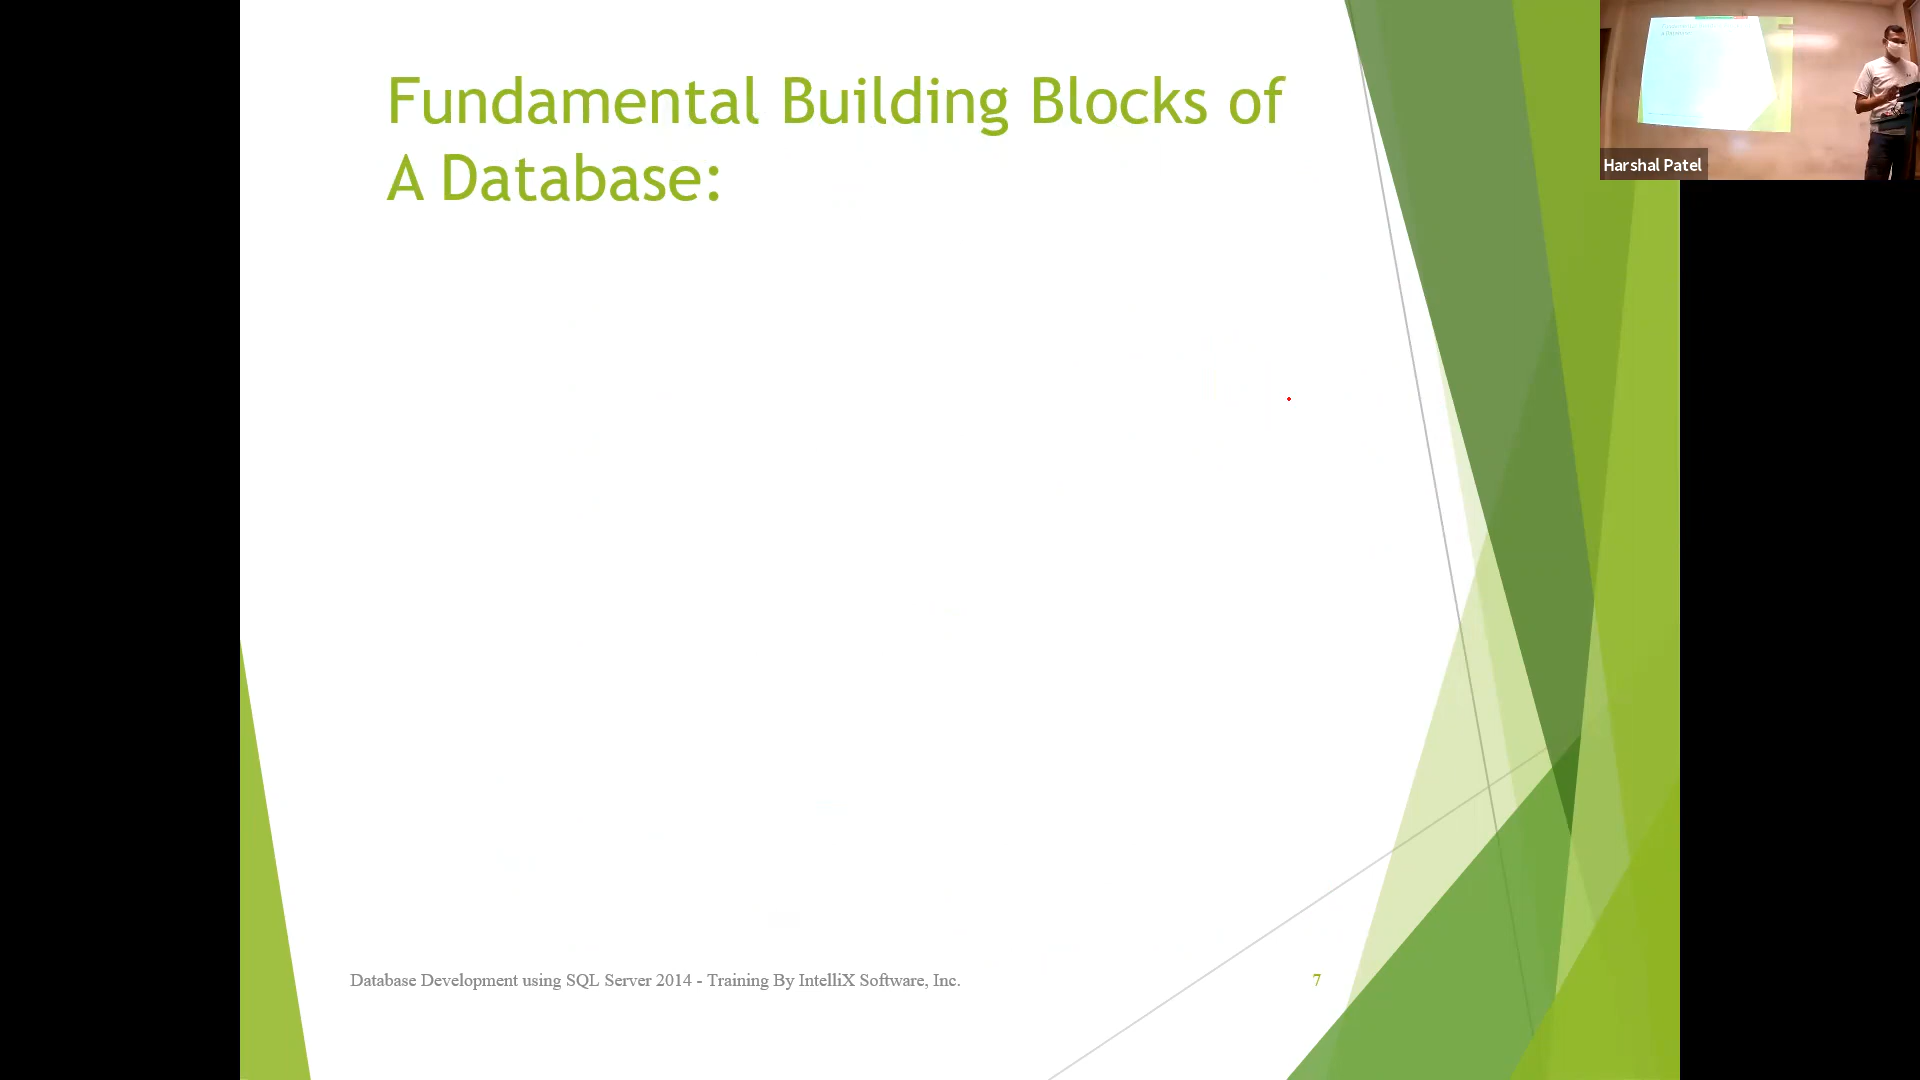 Fundamental Building Blocks of
A Database:
Harshal Patel
Database Development using SQL Server 2014 - Training By IntelliX Software, Inc.
7